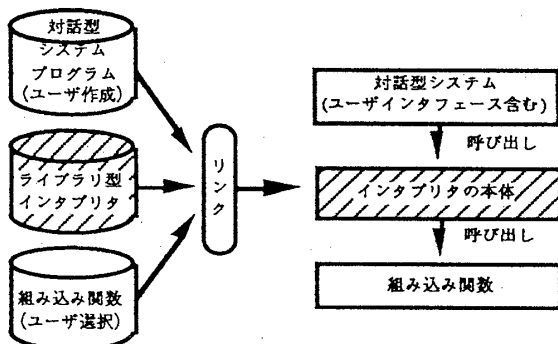 対話型
システム
プログラム
(ユーザ作成)
ライブラリ型
インタプリタ
組み込み関数
(ユーザ選択)
リンク
対話型システム
(ユーザインタフェース含む)
呼び出し
インタプリタの本体
呼び出し
組み込み関数